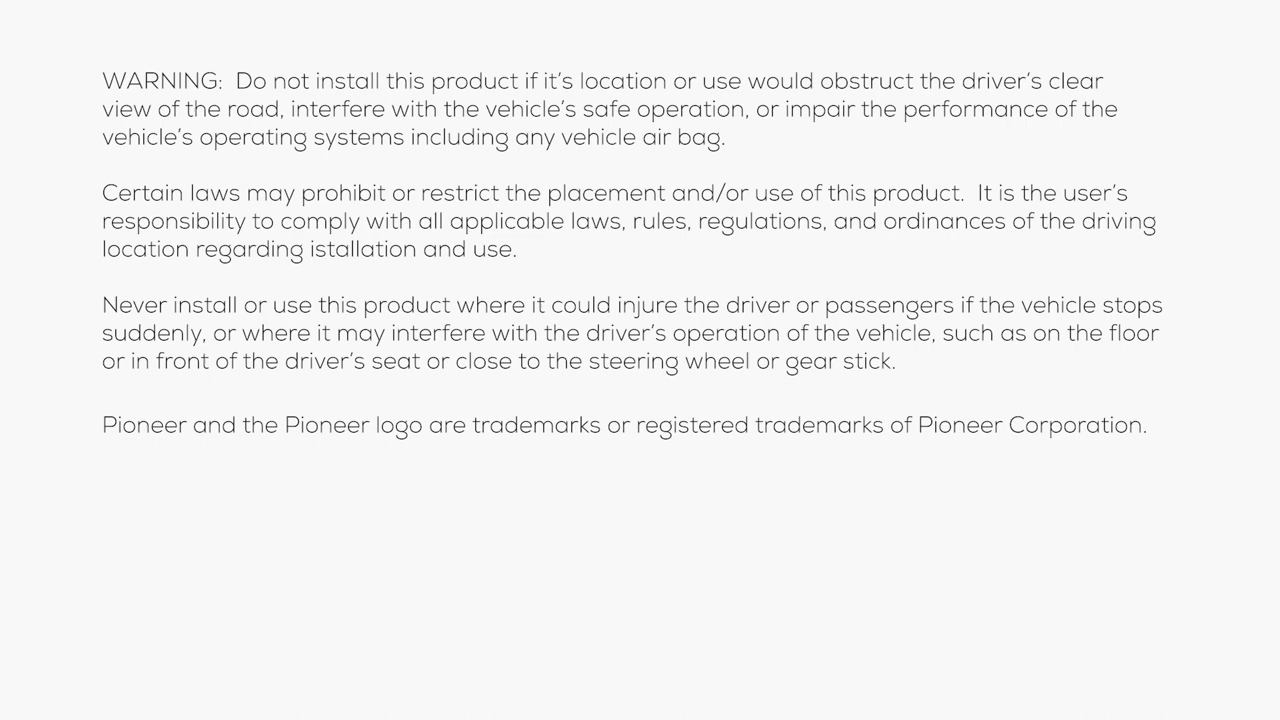 WARNING:  Do not install this product if it’s location or use would obstruct the driver’s clear
view of the road, interfere with the vehicle’s safe operation, or impair the performance of the
vehicle’s operating systems including any vehicle air bag.
Certain laws may prohibit or restrict the placement and/or use of this product.  It is the user’s
responsibility to comply with all applicable laws, rules, regulations, and ordinances of the driving
location regarding istallation and use.
Never install or use this product where it could injure the driver or passengers if the vehicle stops
suddenly, or where it may interfere with the driver’s operation of the vehicle, such as on the floor
or in front of the driver’s seat or close to the steering wheel or gear stick.
Pioneer and the Pioneer logo are trademarks or registered trademarks of Pioneer Corporation.